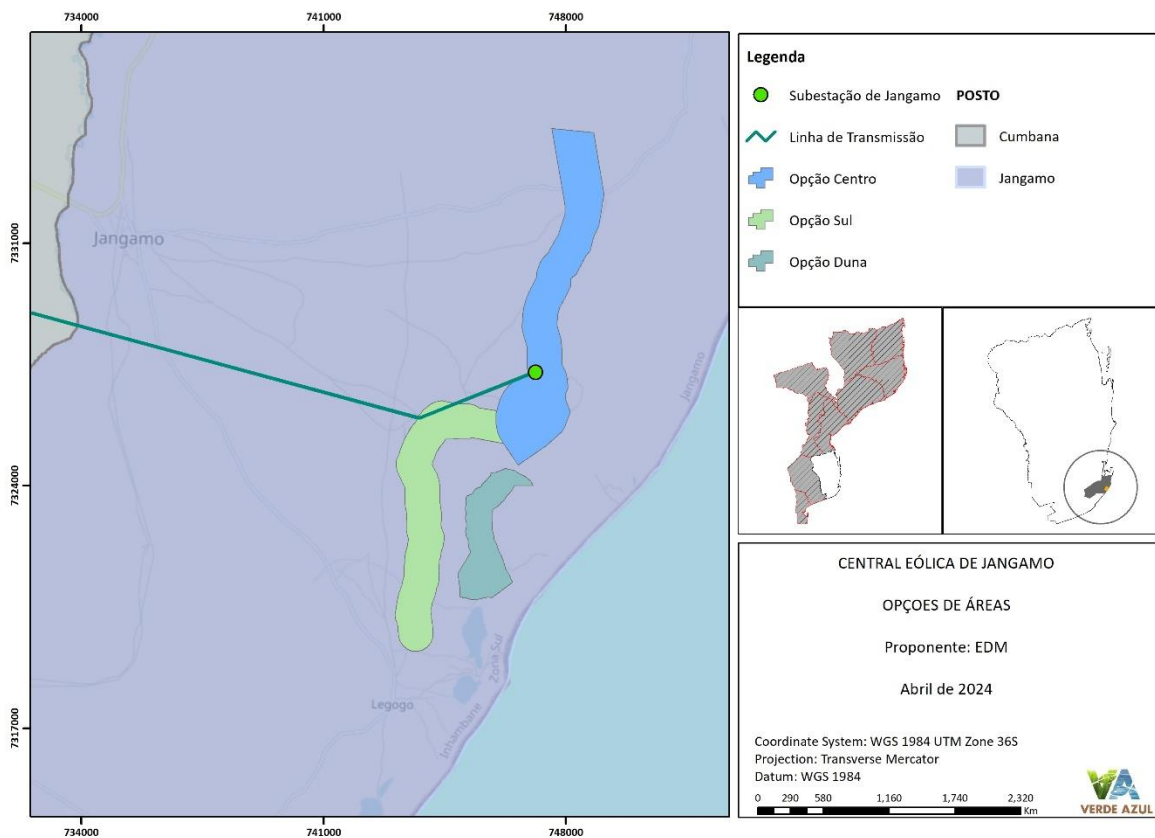 734000
741000
748000
7331000
7324000
7317000
Jangamo
Jangamo
Legogo
Zona Sul
Inhambane
734000
741000
748000
Legenda
Subestação de Jangamo
POSTO
Linha de Transmissão
Cumbana
Opção Centro
Jangamo
Opção Sul
Opção Duna
CENTRAL EÓLICA DE JANGAMO
OPÇOES DE ÁREAS
Proponente: EDM
Abril de 2024
Coordinate System: WGS 1984 UTM Zone 36S
Projection: Transverse Mercator
Datum: WGS 1984
0 290 580 1,160 1,740 2,320
Km
VA
VERDE AZUL